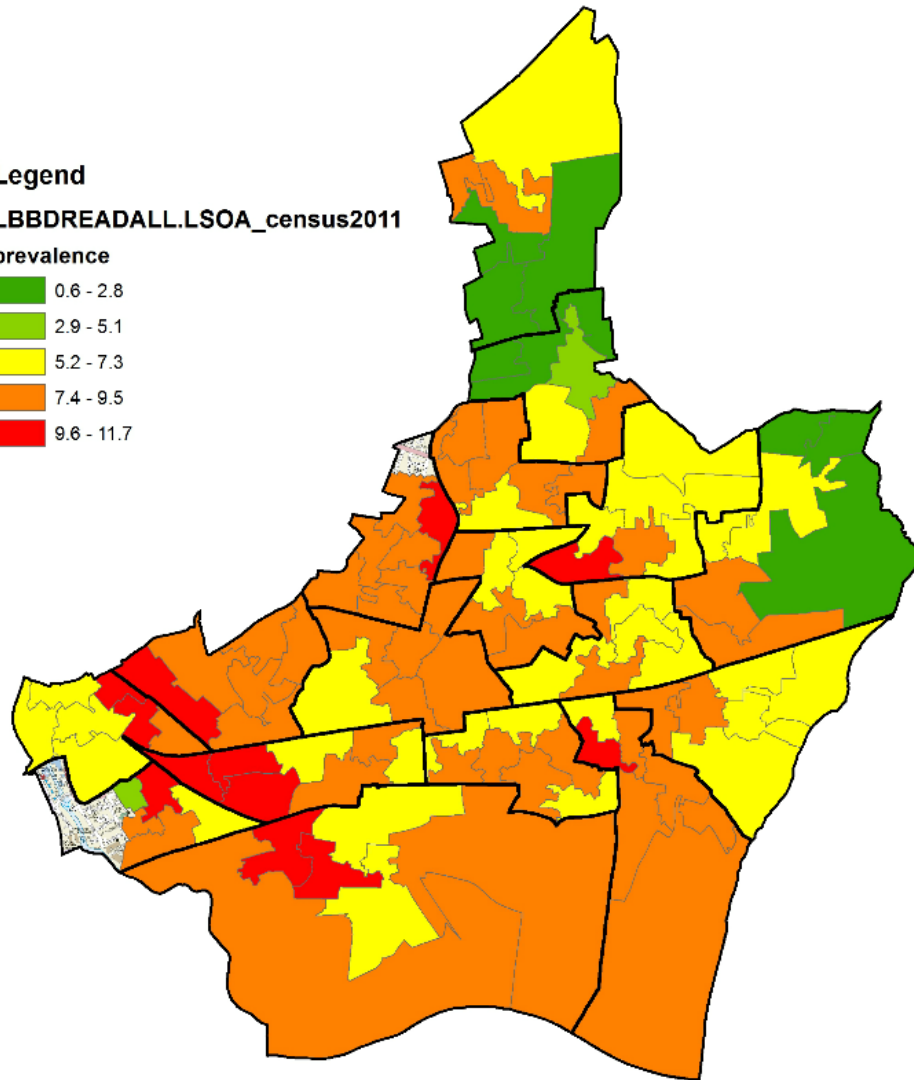 Legend
LBBDREADALL.LSOA_census2011
prevalence
0.6 - 2.8
2.9 - 5.1
5.2 - 7.3
7.4 - 9.5
9.6 - 11.7